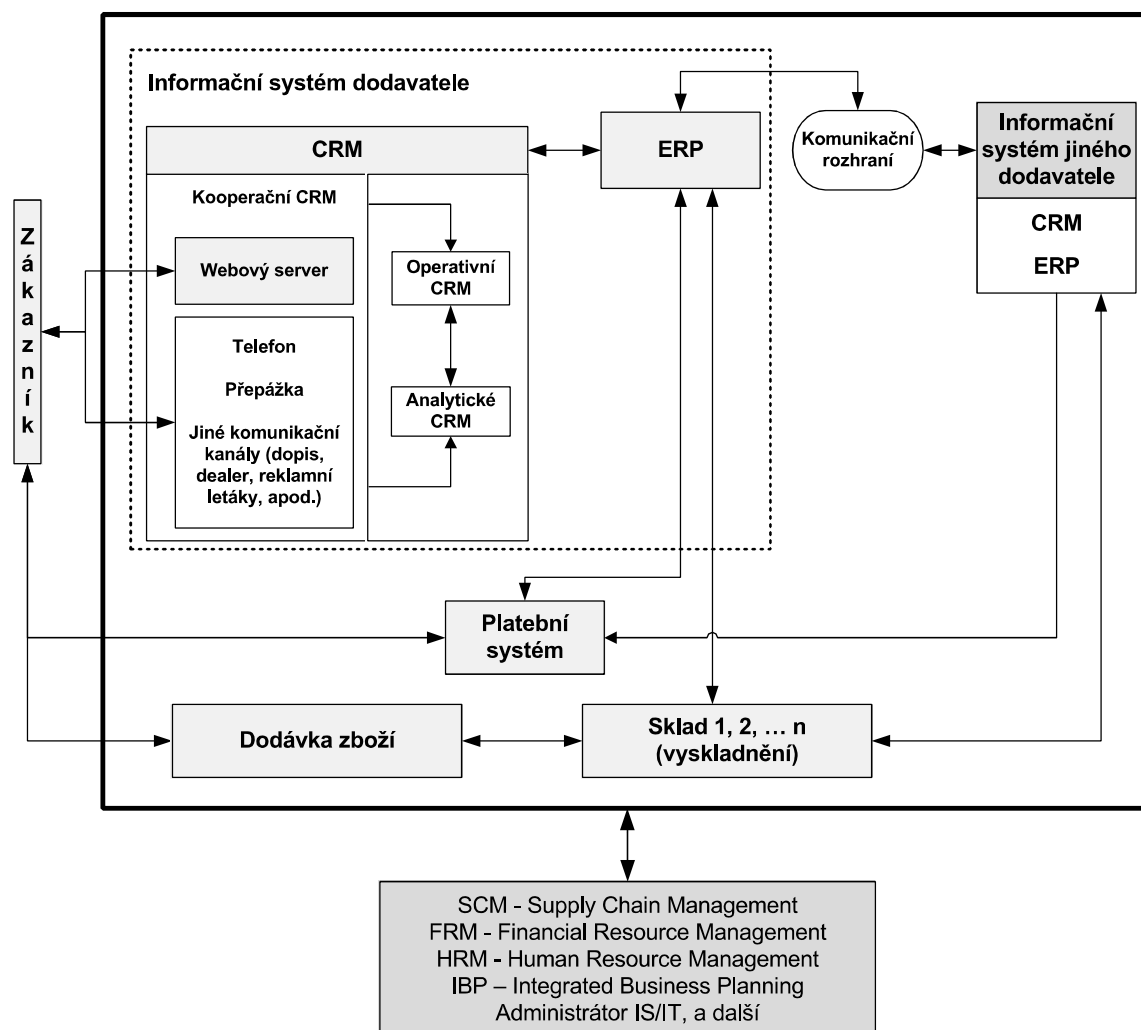 Informační systém dodavatele
CRM
ERP
Komunikační
rozhraní
Informační
systém jiného
dodavatele
CRM
ERP
Zákazník
Kooperační CRM
Webový server
Operativní
CRM
Telefon
Přepážka
Jiné komunikační
kanály (dopis,
dealer, reklamní
letáky, apod.)
Analytické
CRM
Platební
systém
Dodávka zboží
Sklad 1, 2, ... n
(vyskladnění)
SCM - Supply Chain Management
FRM - Financial Resource Management
HRM - Human Resource Management
IBP – Integrated Business Planning
Administrátor IS/IT, a další